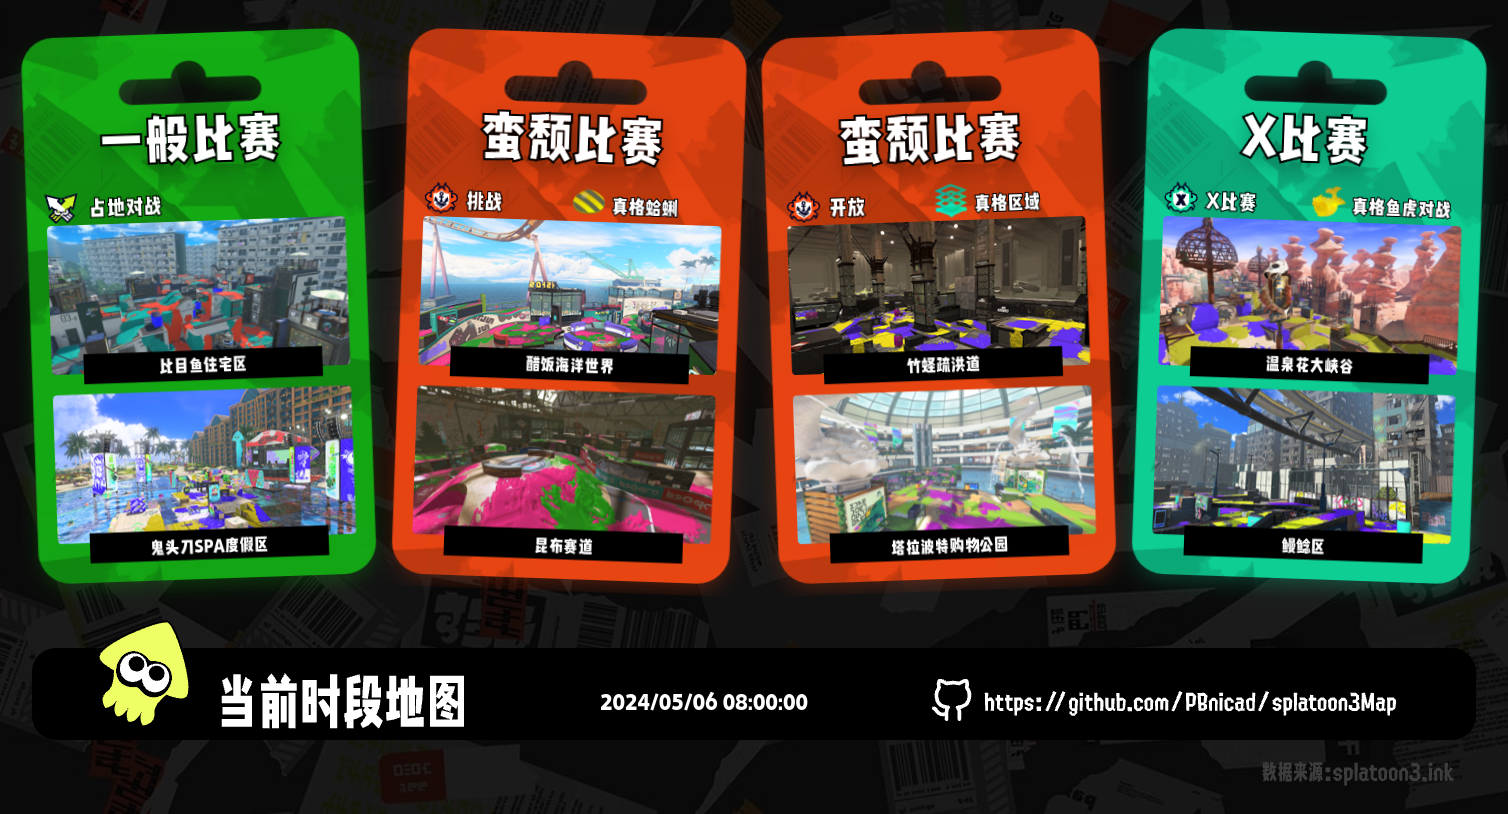 一般比赛
占地对战
比目鱼住宅区
鬼头刀SPA度假区
蛮颓比赛
挑战
真格蛤蜊
醋饭海洋世界
昆布赛道
蛮颓比赛
开放
真格区域
竹蛏疏洪道
塔拉波特购物公园
X比赛
X比赛
真格鱼虎对战
温泉花大峡谷
鳗鲶区
当前时段地图
2024/05/06 08:00:00
https://github.com/PBnicad/splatoon3Map
数据来源:splatoon3.ink